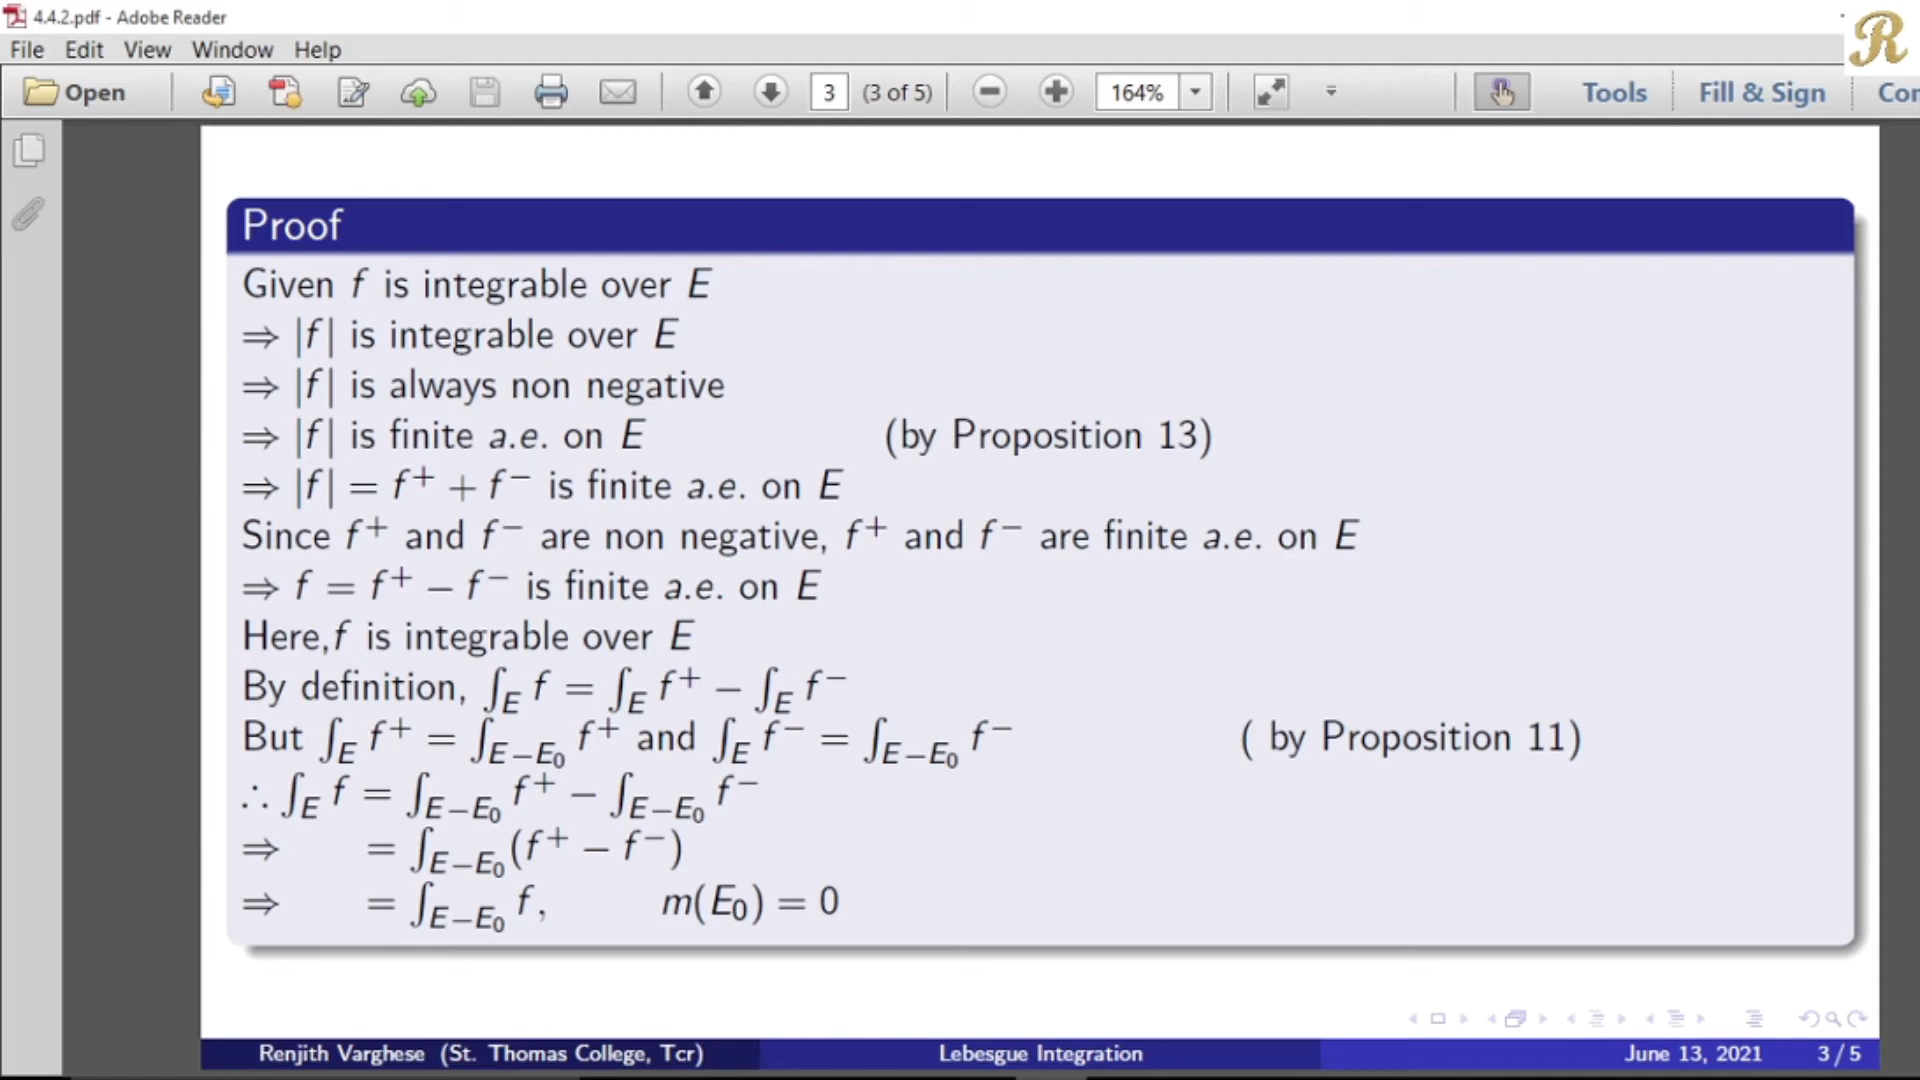 4.4.2.pdf - Adobe Reader
R
File Edit View Window Help
Open 3 (3 of 5) 164% Tools Fill & Sign Cor
Proof
Given f is integrable over E
⇒ |f| is integrable over E
⇒ |f| is always non negative
⇒ |f| is finite a.e. on E (by Proposition 13)
⇒ |f| = f⁺ + f⁻ is finite a.e. on E
Since f⁺ and f⁻ are non negative, f⁺ and f⁻ are finite a.e. on E
⇒ f = f⁺ − f⁻ is finite a.e. on E
Here,f is integrable over E
By definition, ∫_E f = ∫_E f⁺ − ∫_E f⁻
But ∫_E f⁺ = ∫_{E−E₀} f⁺ and ∫_E f⁻ = ∫_{E−E₀} f⁻ ( by Proposition 11)
∴ ∫_E f = ∫_{E−E₀} f⁺ − ∫_{E−E₀} f⁻
⇒ = ∫_{E−E₀} (f⁺ − f⁻)
⇒ = ∫_{E−E₀} f, m(E₀) = 0
Renjith Varghese (St. Thomas College, Tcr) Lebesgue Integration June 13, 2021 3 / 5